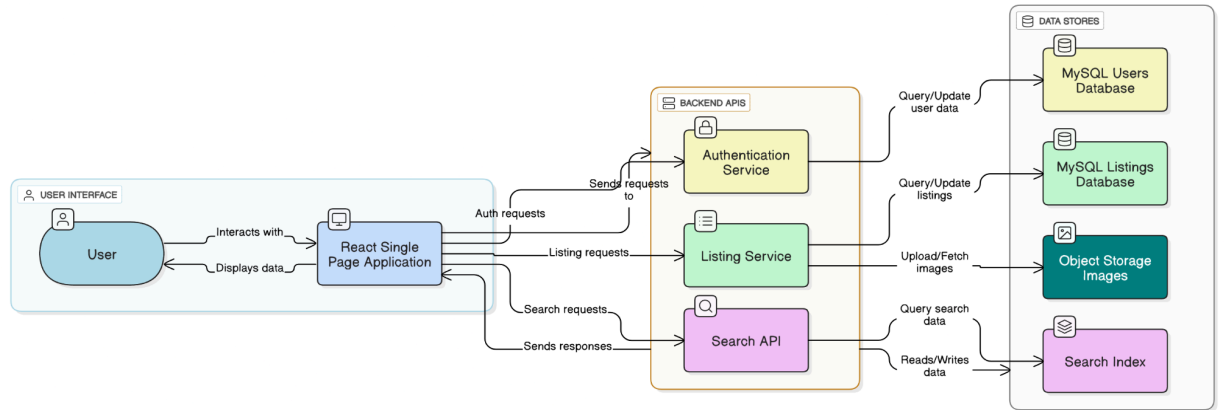 DATA STORES
MySQL Users
Database
Query/Update
user data
BACKEND APIS
Authentication
Service
MySQL Listings
Database
Query/Update
listings
USER INTERFACE
Sends requests
to
Auth requests
Interacts with
User
Displays data
React Single
Page Application
Listing requests
Listing Service
Upload/Fetch
images
Object Storage
Images
Search requests
Sends responses
Search API
Query search
data
Reads/Writes
data
Search Index